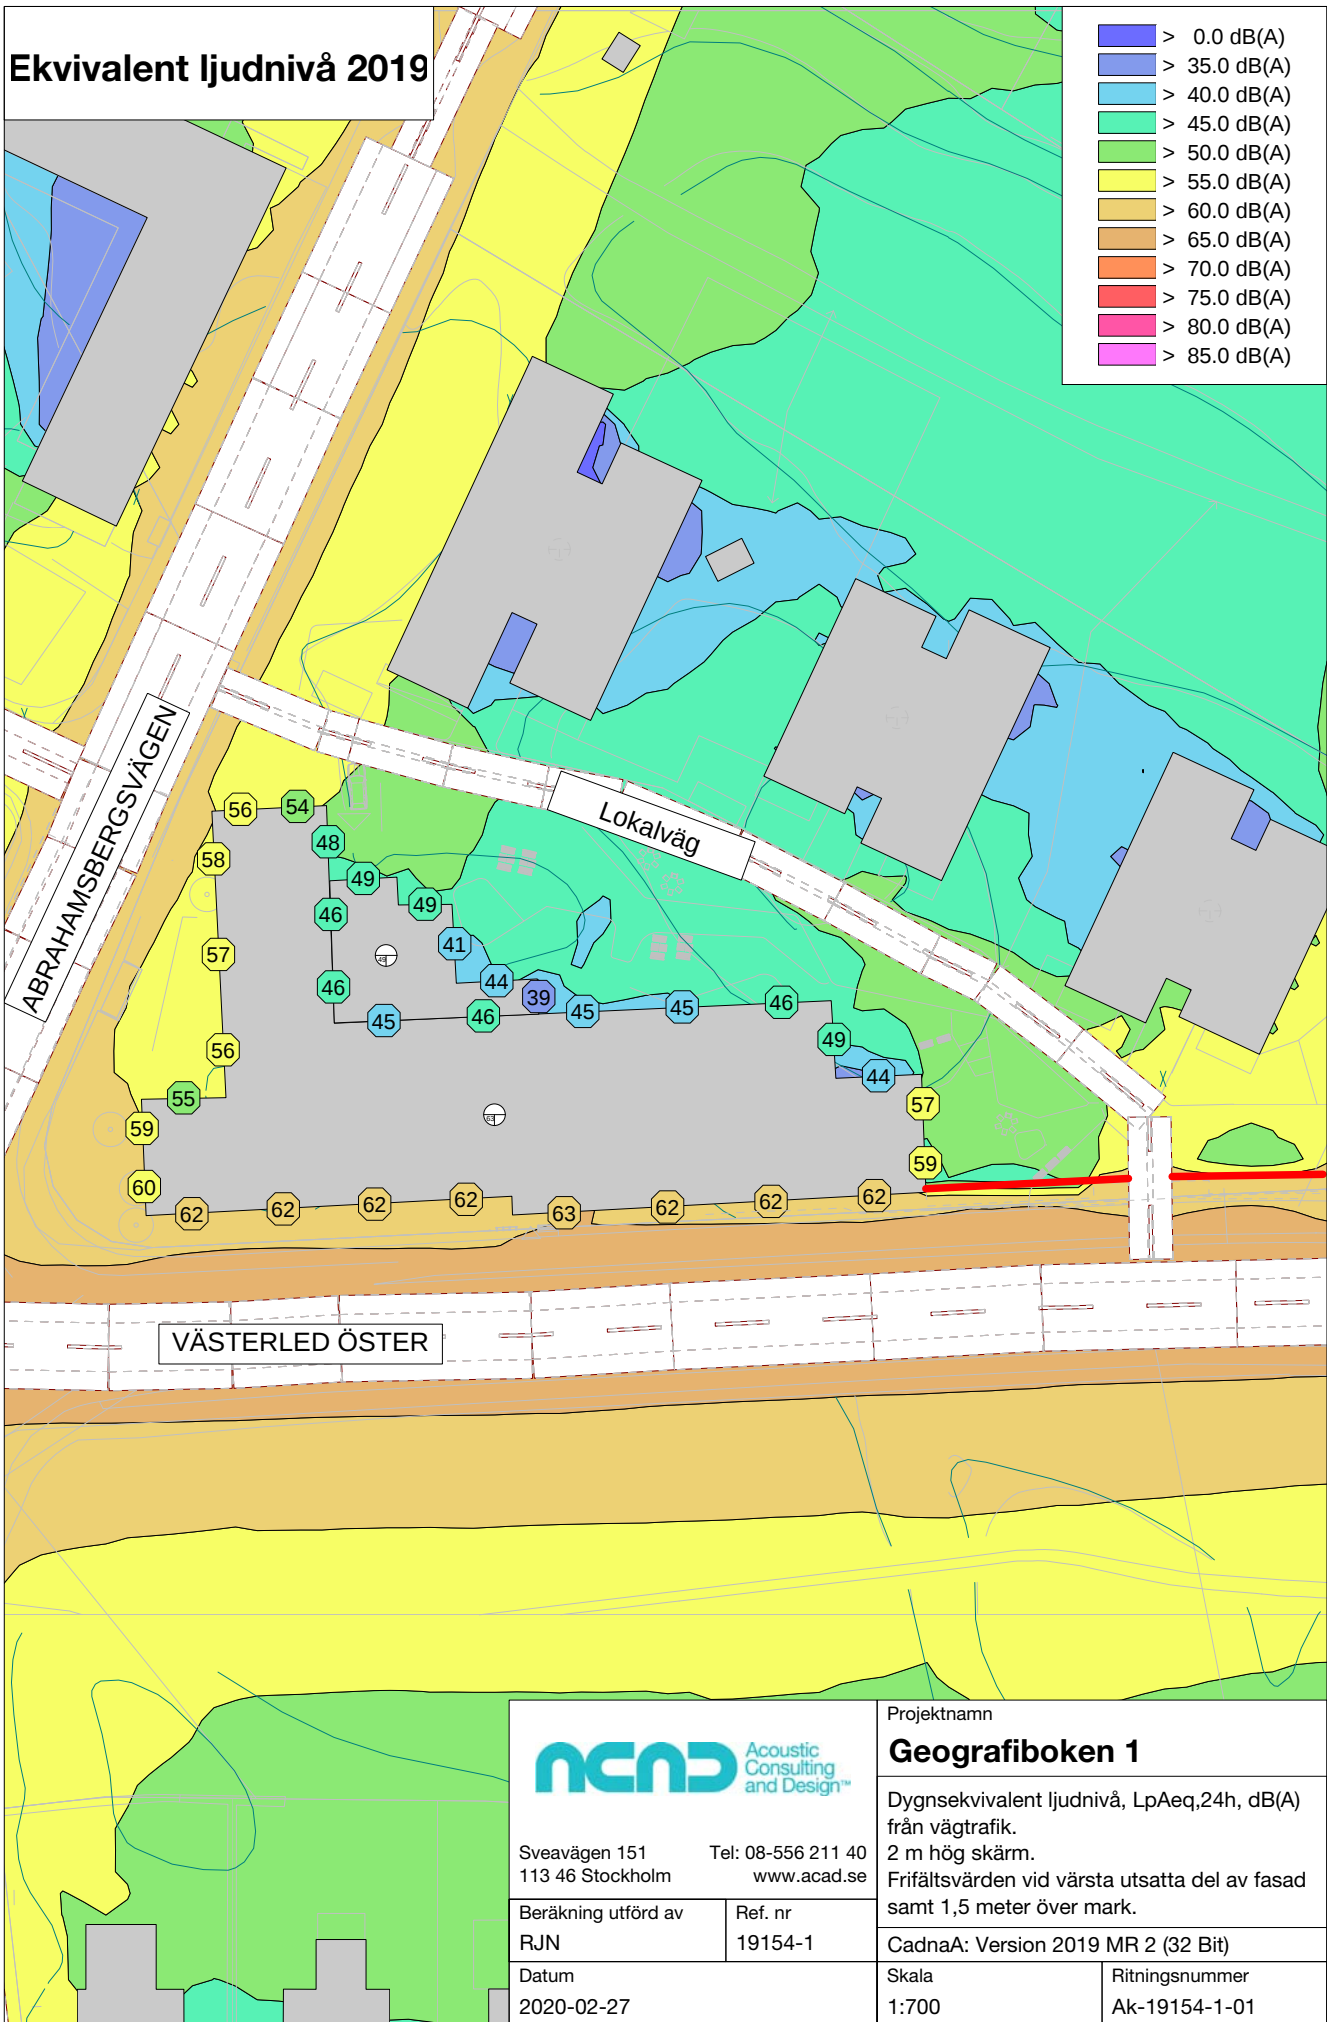 Ekvivalent ljudnivå 2019
> 0.0 dB(A)
> 35.0 dB(A)
> 40.0 dB(A)
> 45.0 dB(A)
> 50.0 dB(A)
> 55.0 dB(A)
> 60.0 dB(A)
> 65.0 dB(A)
> 70.0 dB(A)
> 75.0 dB(A)
> 80.0 dB(A)
> 85.0 dB(A)
ABRAHAMSBERGSVÄGEN
Lokalväg
56
54
48
58
49
49
46
41
57
49
44
46
39
45
46
45
45
46
49
56
44
55
57
59
63
59
60
62
62
62
62
63
62
62
62
VÄSTERLED ÖSTER
ACAD
Acoustic
Consulting
and Design™
Sveavägen 151
113 46 Stockholm
Tel: 08-556 211 40
www.acad.se
Beräkning utförd av
RJN
Ref. nr
19154-1
Datum
2020-02-27
Projektnamn
Geografiboken 1
Dygnsekvivalent ljudnivå, LpAeq,24h, dB(A)
från vägtrafik.
2 m hög skärm.
Frifältsvärden vid värsta utsatta del av fasad
samt 1,5 meter över mark.
CadnaA: Version 2019 MR 2 (32 Bit)
Skala
1:700
Ritningsnummer
Ak-19154-1-01